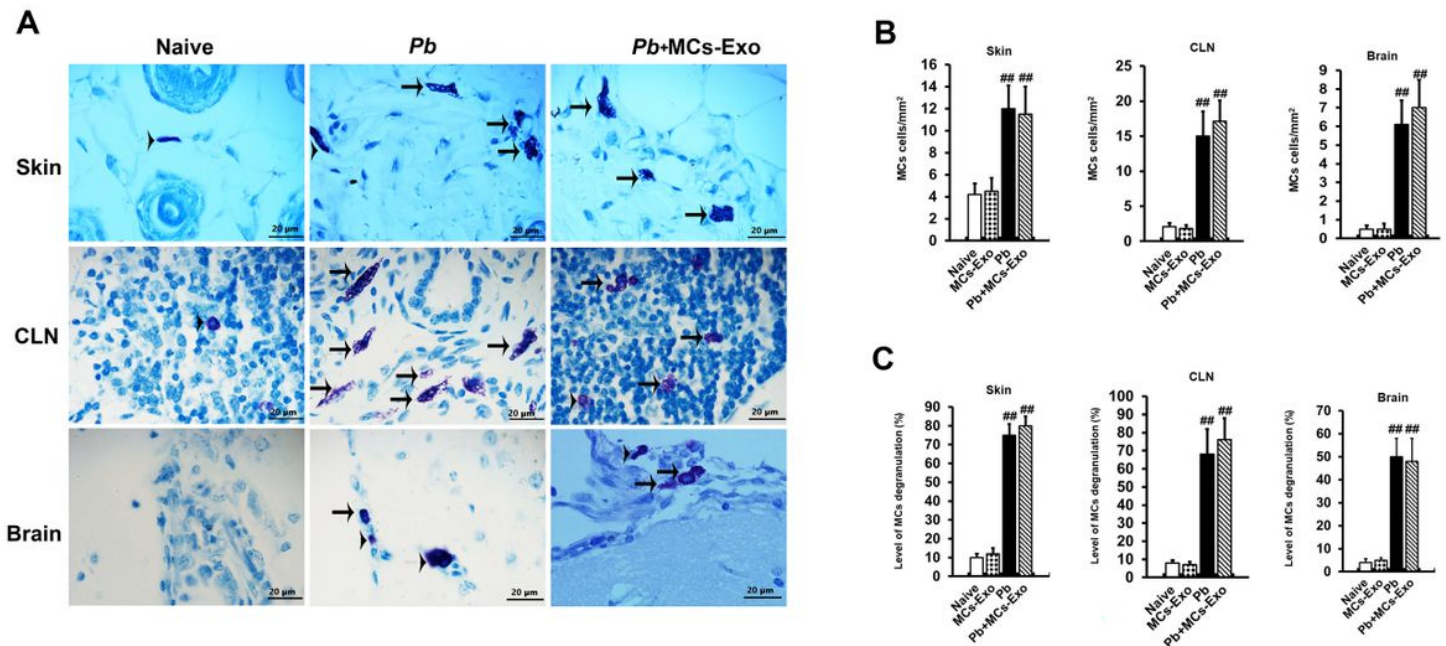 A
Naive
Pb
Pb+MCs-Exo
Skin
20 μm
20 μm
20 μm
CLN
20 μm
20 μm
20 μm
Brain
20 μm
20 μm
20 μm
B
Skin
MCs cells/mm²
16
14
12
10
8
6
4
2
0
##
##
Naive
MCs-Exo
Pb
Pb+MCs-Exo
CLN
MCs cells/mm²
25
20
15
10
5
0
##
##
Naive
MCs-Exo
Pb
Pb+MCs-Exo
Brain
MCs cells/mm²
9
8
7
6
5
4
3
2
1
0
##
##
Naive
MCs-Exo
Pb
Pb+MCs-Exo
C
Skin
Level of MCs degranulation (%)
90
80
70
60
50
40
30
20
10
0
##
##
Naive
MCs-Exo
Pb
Pb+MCs-Exo
CLN
Level of MCs degranulation (%)
100
90
80
70
60
50
40
30
20
10
0
##
##
Naive
MCs-Exo
Pb
Pb+MCs-Exo
Brain
Level of MCs degranulation (%)
70
60
50
40
30
20
10
0
##
##
Naive
MCs-Exo
Pb
Pb+MCs-Exo